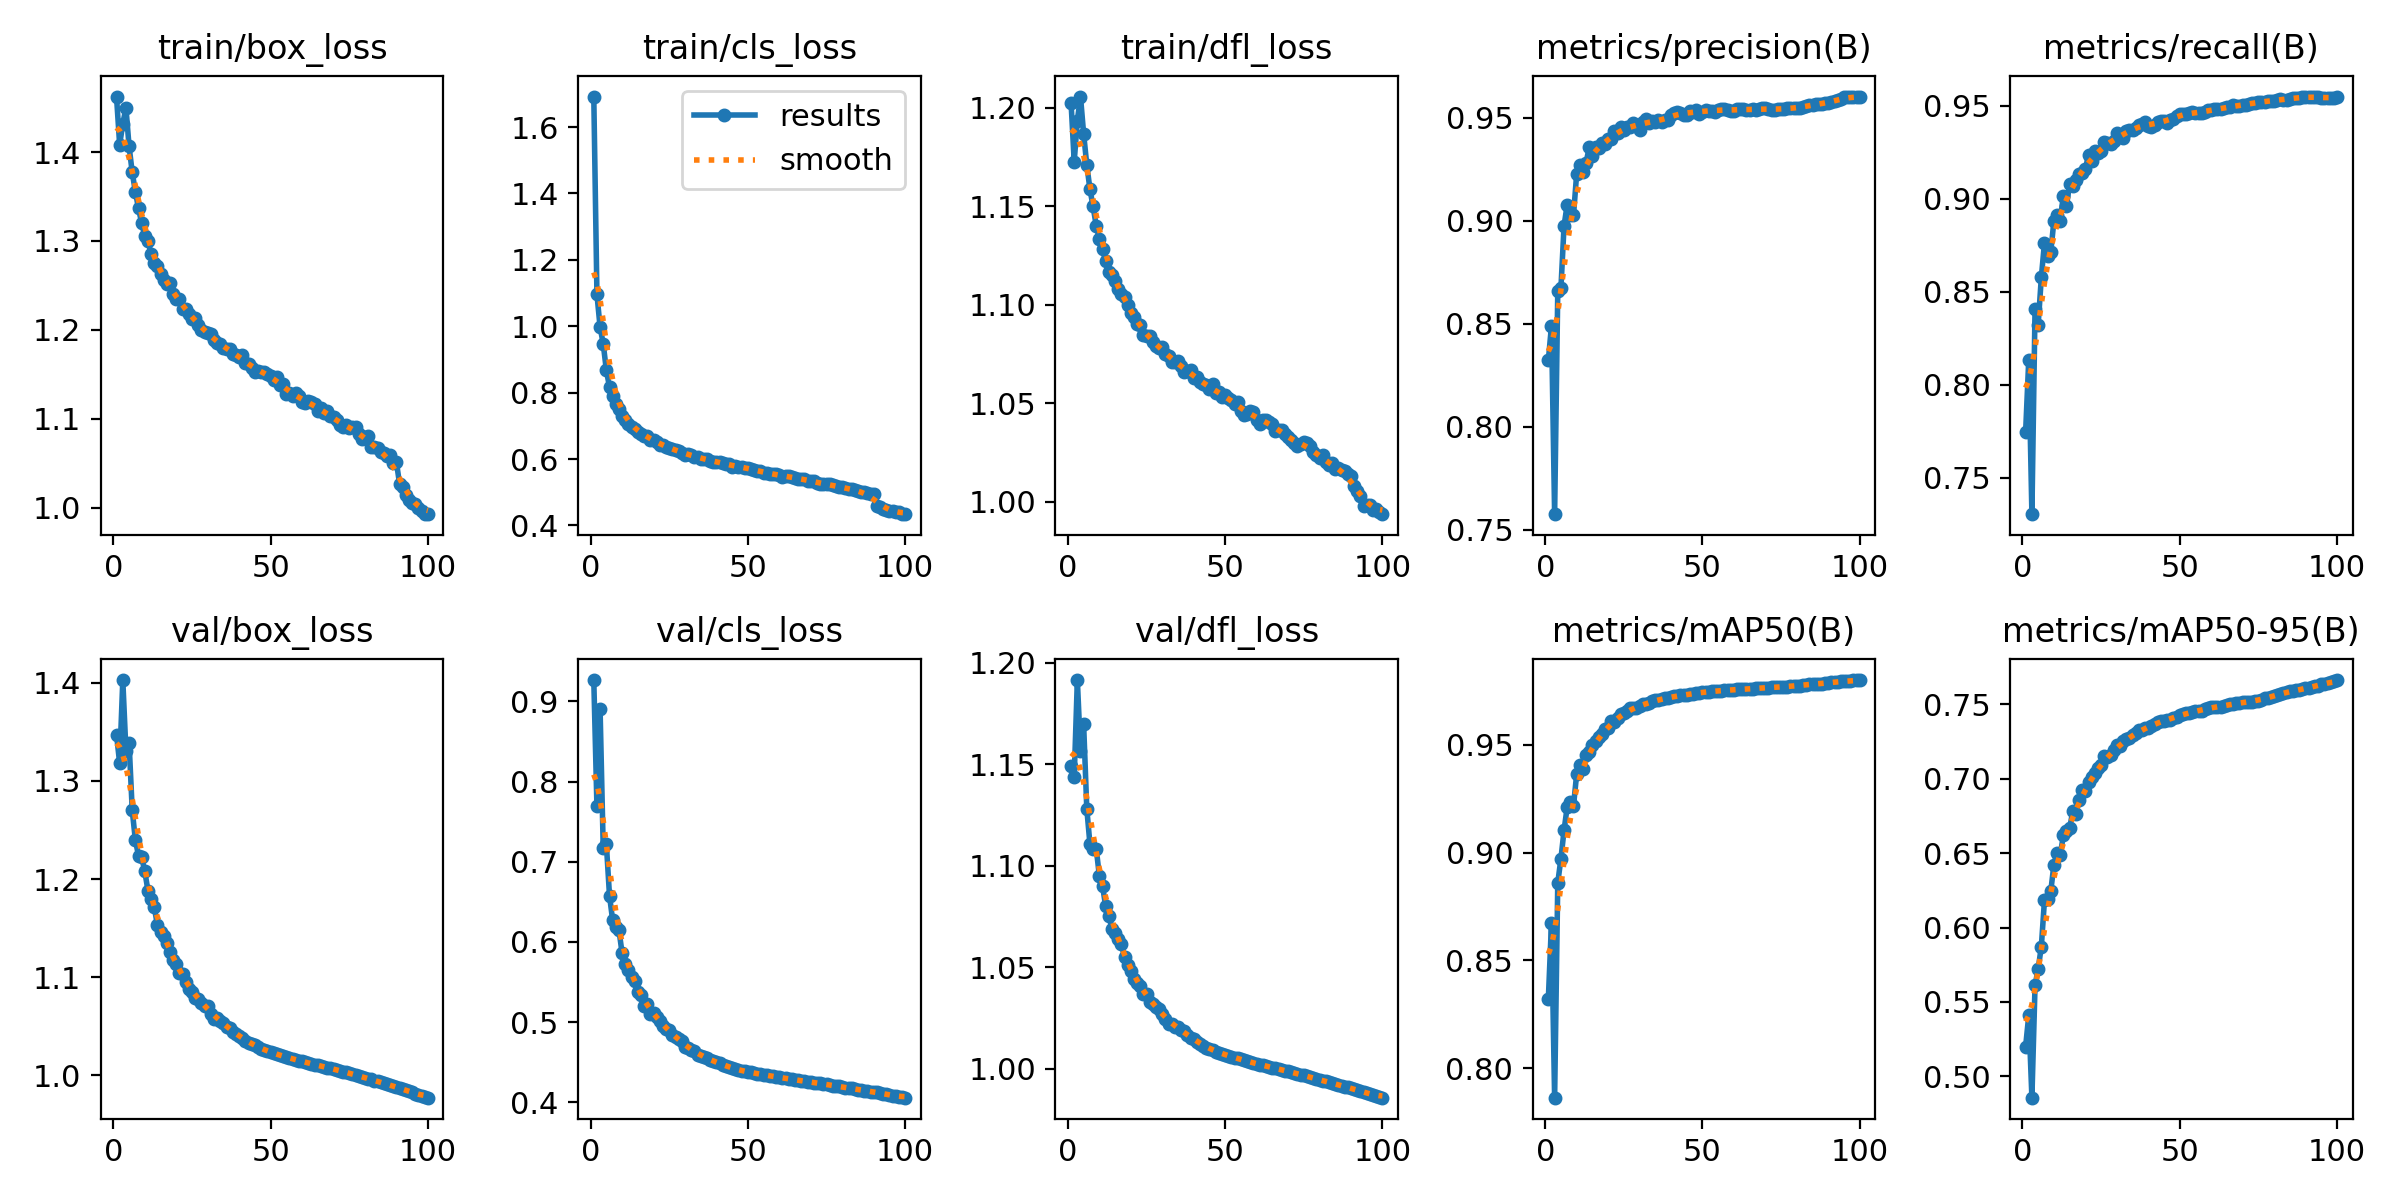 train/box_loss
1.4
1.3
1.2
1.1
1.0
0 50 100
train/cls_loss
results
smooth
1.6
1.4
1.2
1.0
0.8
0.6
0.4
0 50 100
train/dfl_loss
1.20
1.15
1.10
1.05
1.00
0 50 100
metrics/precision(B)
0.95
0.90
0.85
0.80
0.75
0 50 100
metrics/recall(B)
0.95
0.90
0.85
0.80
0.75
0 50 100
val/box_loss
1.4
1.3
1.2
1.1
1.0
0 50 100
val/cls_loss
0.9
0.8
0.7
0.6
0.5
0.4
0 50 100
val/dfl_loss
1.20
1.15
1.10
1.05
1.00
0 50 100
metrics/mAP50(B)
0.95
0.90
0.85
0.80
0 50 100
metrics/mAP50-95(B)
0.75
0.70
0.65
0.60
0.55
0.50
0 50 100